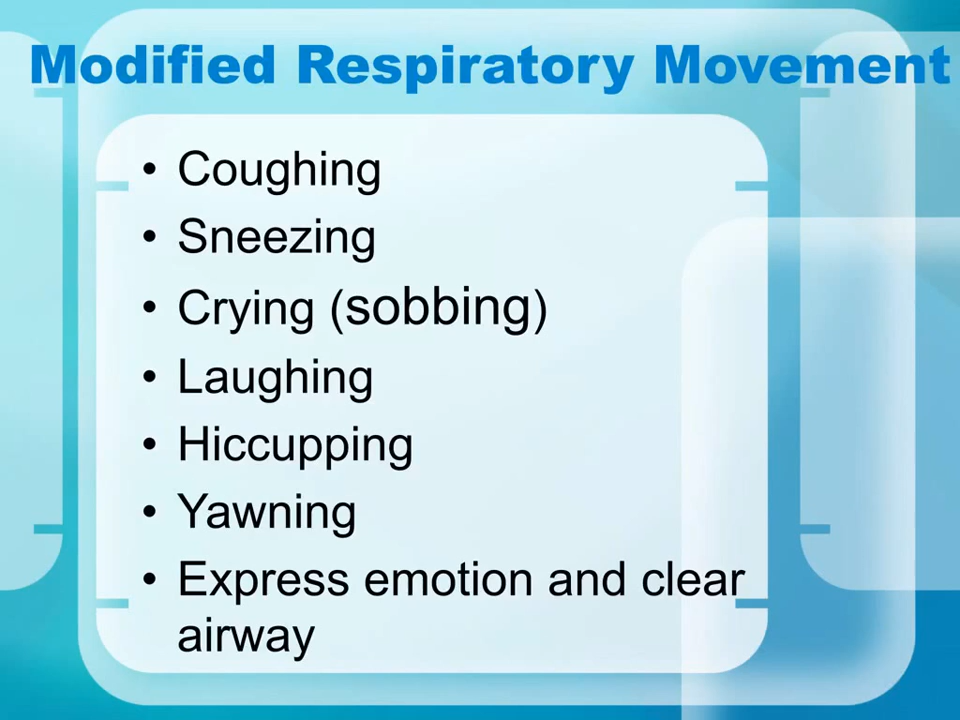 Modified Respiratory Movement
• Coughing
• Sneezing
• Crying (sobbing)
• Laughing
• Hiccupping
• Yawning
• Express emotion and clear
airway